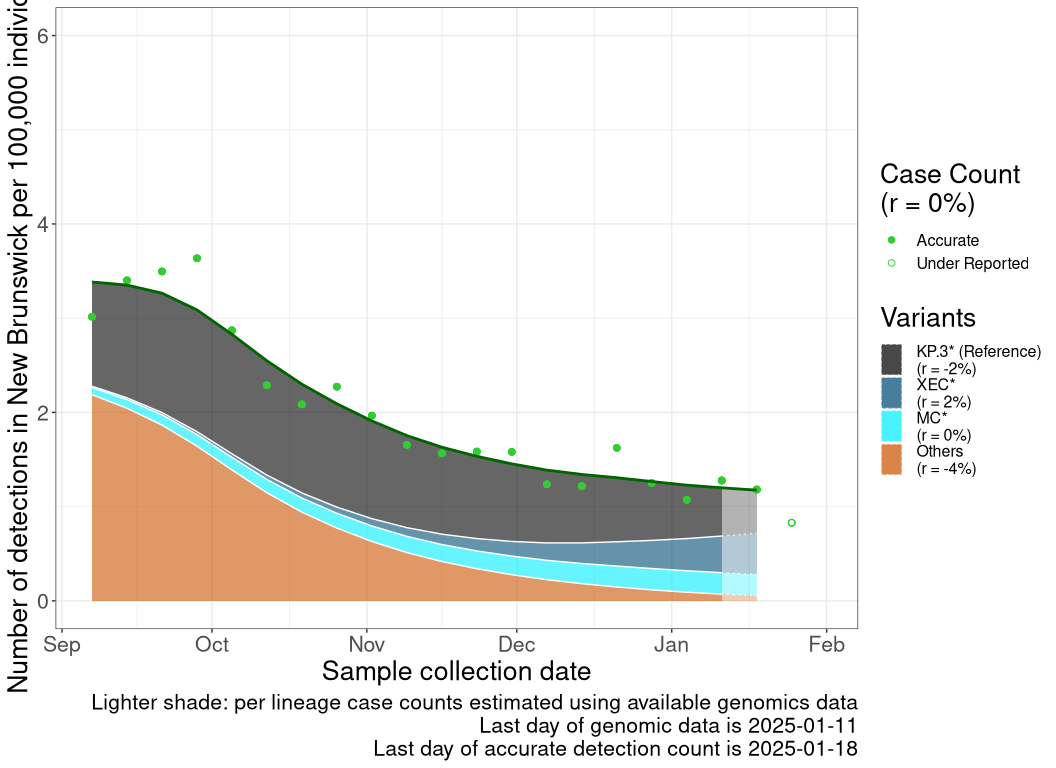 Number of detections in New Brunswick per 100,000
6
4
2
0
Sep Oct Nov Dec Jan Feb
Sample collection date
Lighter shade: per lineage case counts estimated using available genomics data
Last day of genomic data is 2025-01-11
Last day of accurate detection count is 2025-01-18
Case Count
(r = 0%)
Accurate
Under Reported
Variants
KP.3* (Reference)
(r = -2%)
XEC*
(r = 2%)
MC*
(r = 0%)
Others
(r = -4%)